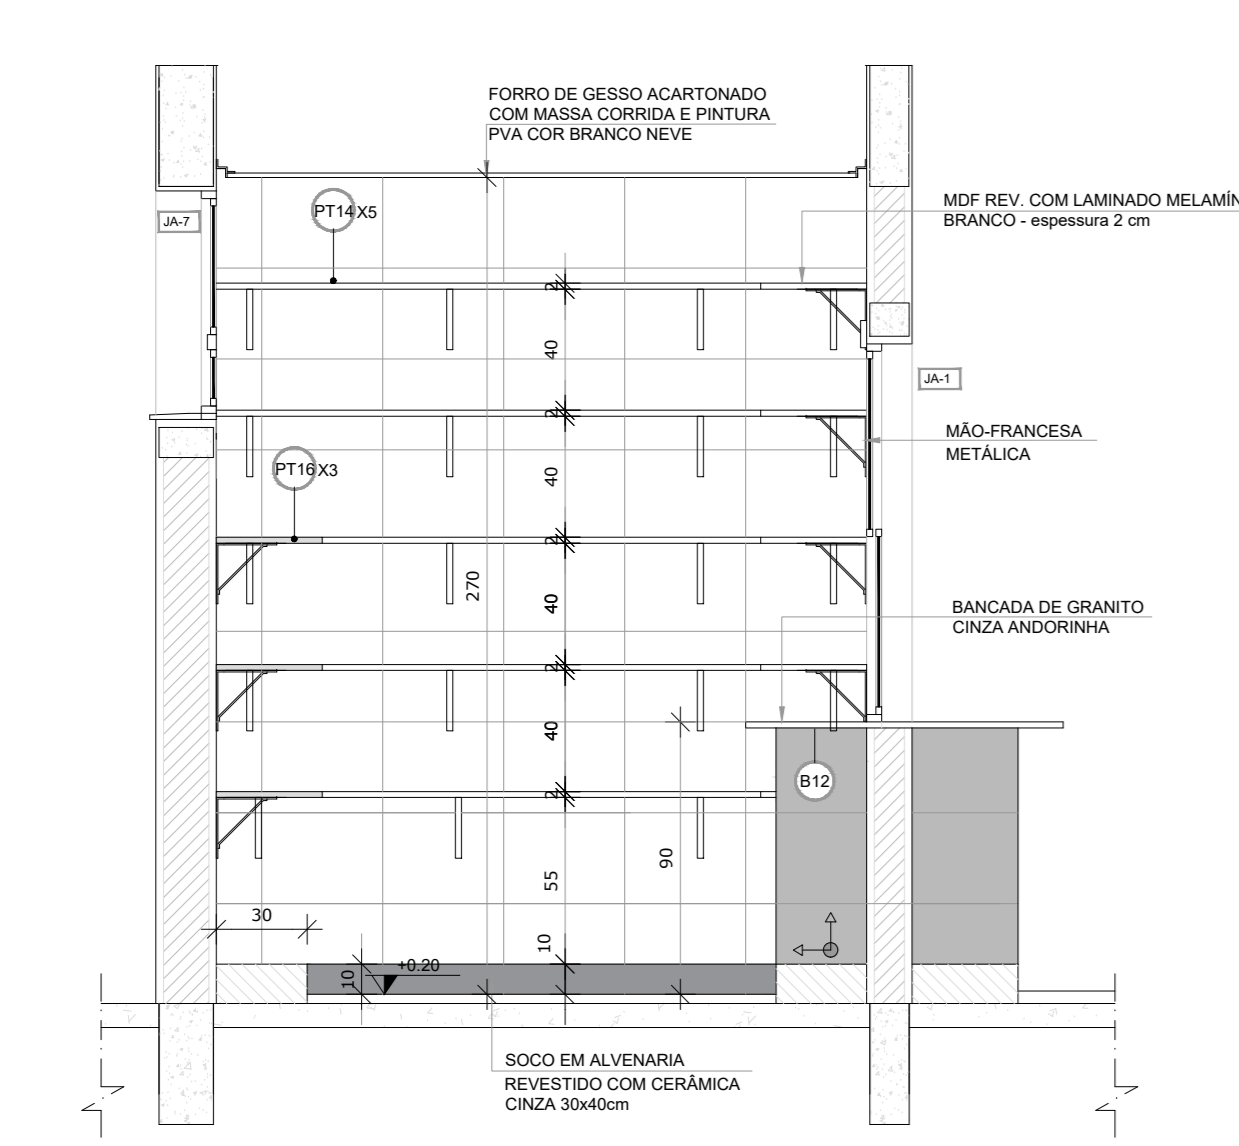 FORRO DE GESSO ACARTONADO
COM MASSA CORRIDA E PINTURA
PVA COR BRANCO NEVE
MDF REV. COM LAMINADO MELAMÍN
BRANCO - espessura 2 cm
PT14 X5
JA-7
2
40
JA-1
2
40
MÃO-FRANCESA
METÁLICA
PT16 X3
2
270
40
BANCADA DE GRANITO
CINZA ANDORINHA
2
40
B12
2
90
55
30
10
10
+0.20
SOCO EM ALVENARIA
REVESTIDO COM CERÂMICA
CINZA 30x40cm